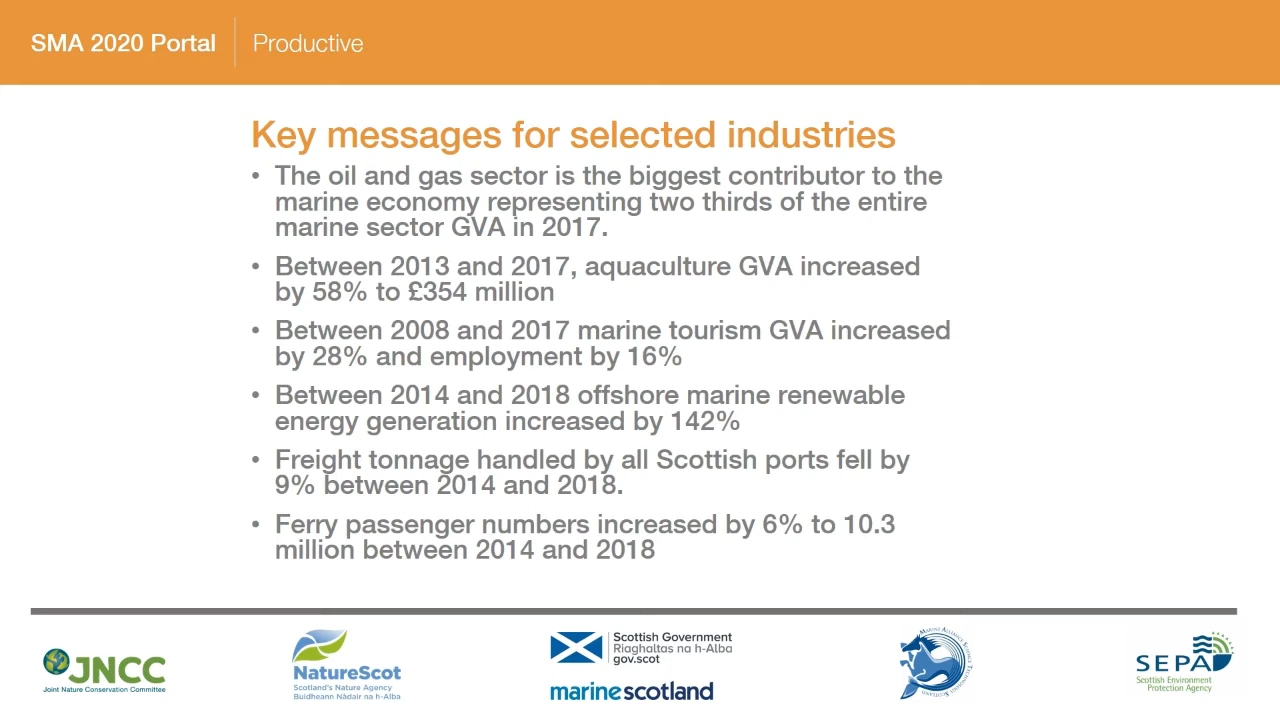 SMA 2020 Portal
Productive
Key messages for selected industries
• The oil and gas sector is the biggest contributor to the
marine economy representing two thirds of the entire
marine sector GVA in 2017.
• Between 2013 and 2017, aquaculture GVA increased
by 58% to £354 million
• Between 2008 and 2017 marine tourism GVA increased
by 28% and employment by 16%
• Between 2014 and 2018 offshore marine renewable
energy generation increased by 142%
• Freight tonnage handled by all Scottish ports fell by
9% between 2014 and 2018.
• Ferry passenger numbers increased by 6% to 10.3
million between 2014 and 2018
JNCC
Joint Nature Conservation Committee
NatureScot
Scotland's Nature Agency
Buidheann Nàdair na h-Alba
Scottish Government
Riaghaltas na h-Alba
gov.scot
marinescotland
Marine Alliance Science Technology Scotland
SEPA
Scottish Environment
Protection Agency